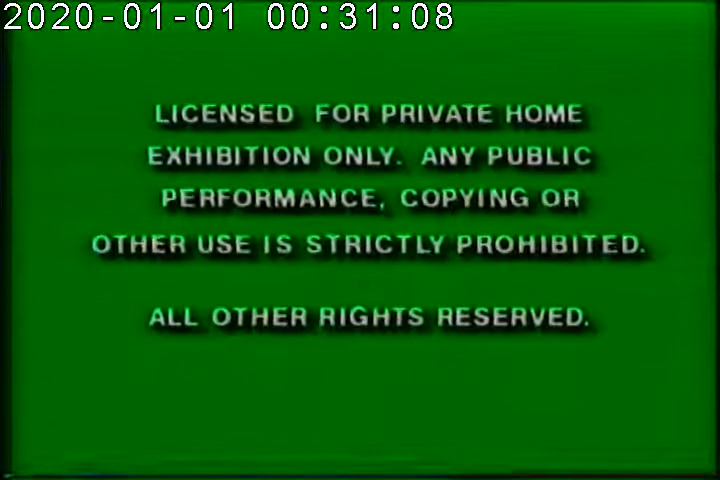 2020-01-01 00:31:08
LICENSED FOR PRIVATE HOME
EXHIBITION ONLY. ANY PUBLIC
PERFORMANCE, COPYING OR
OTHER USE IS STRICTLY PROHIBITED.
ALL OTHER RIGHTS RESERVED.